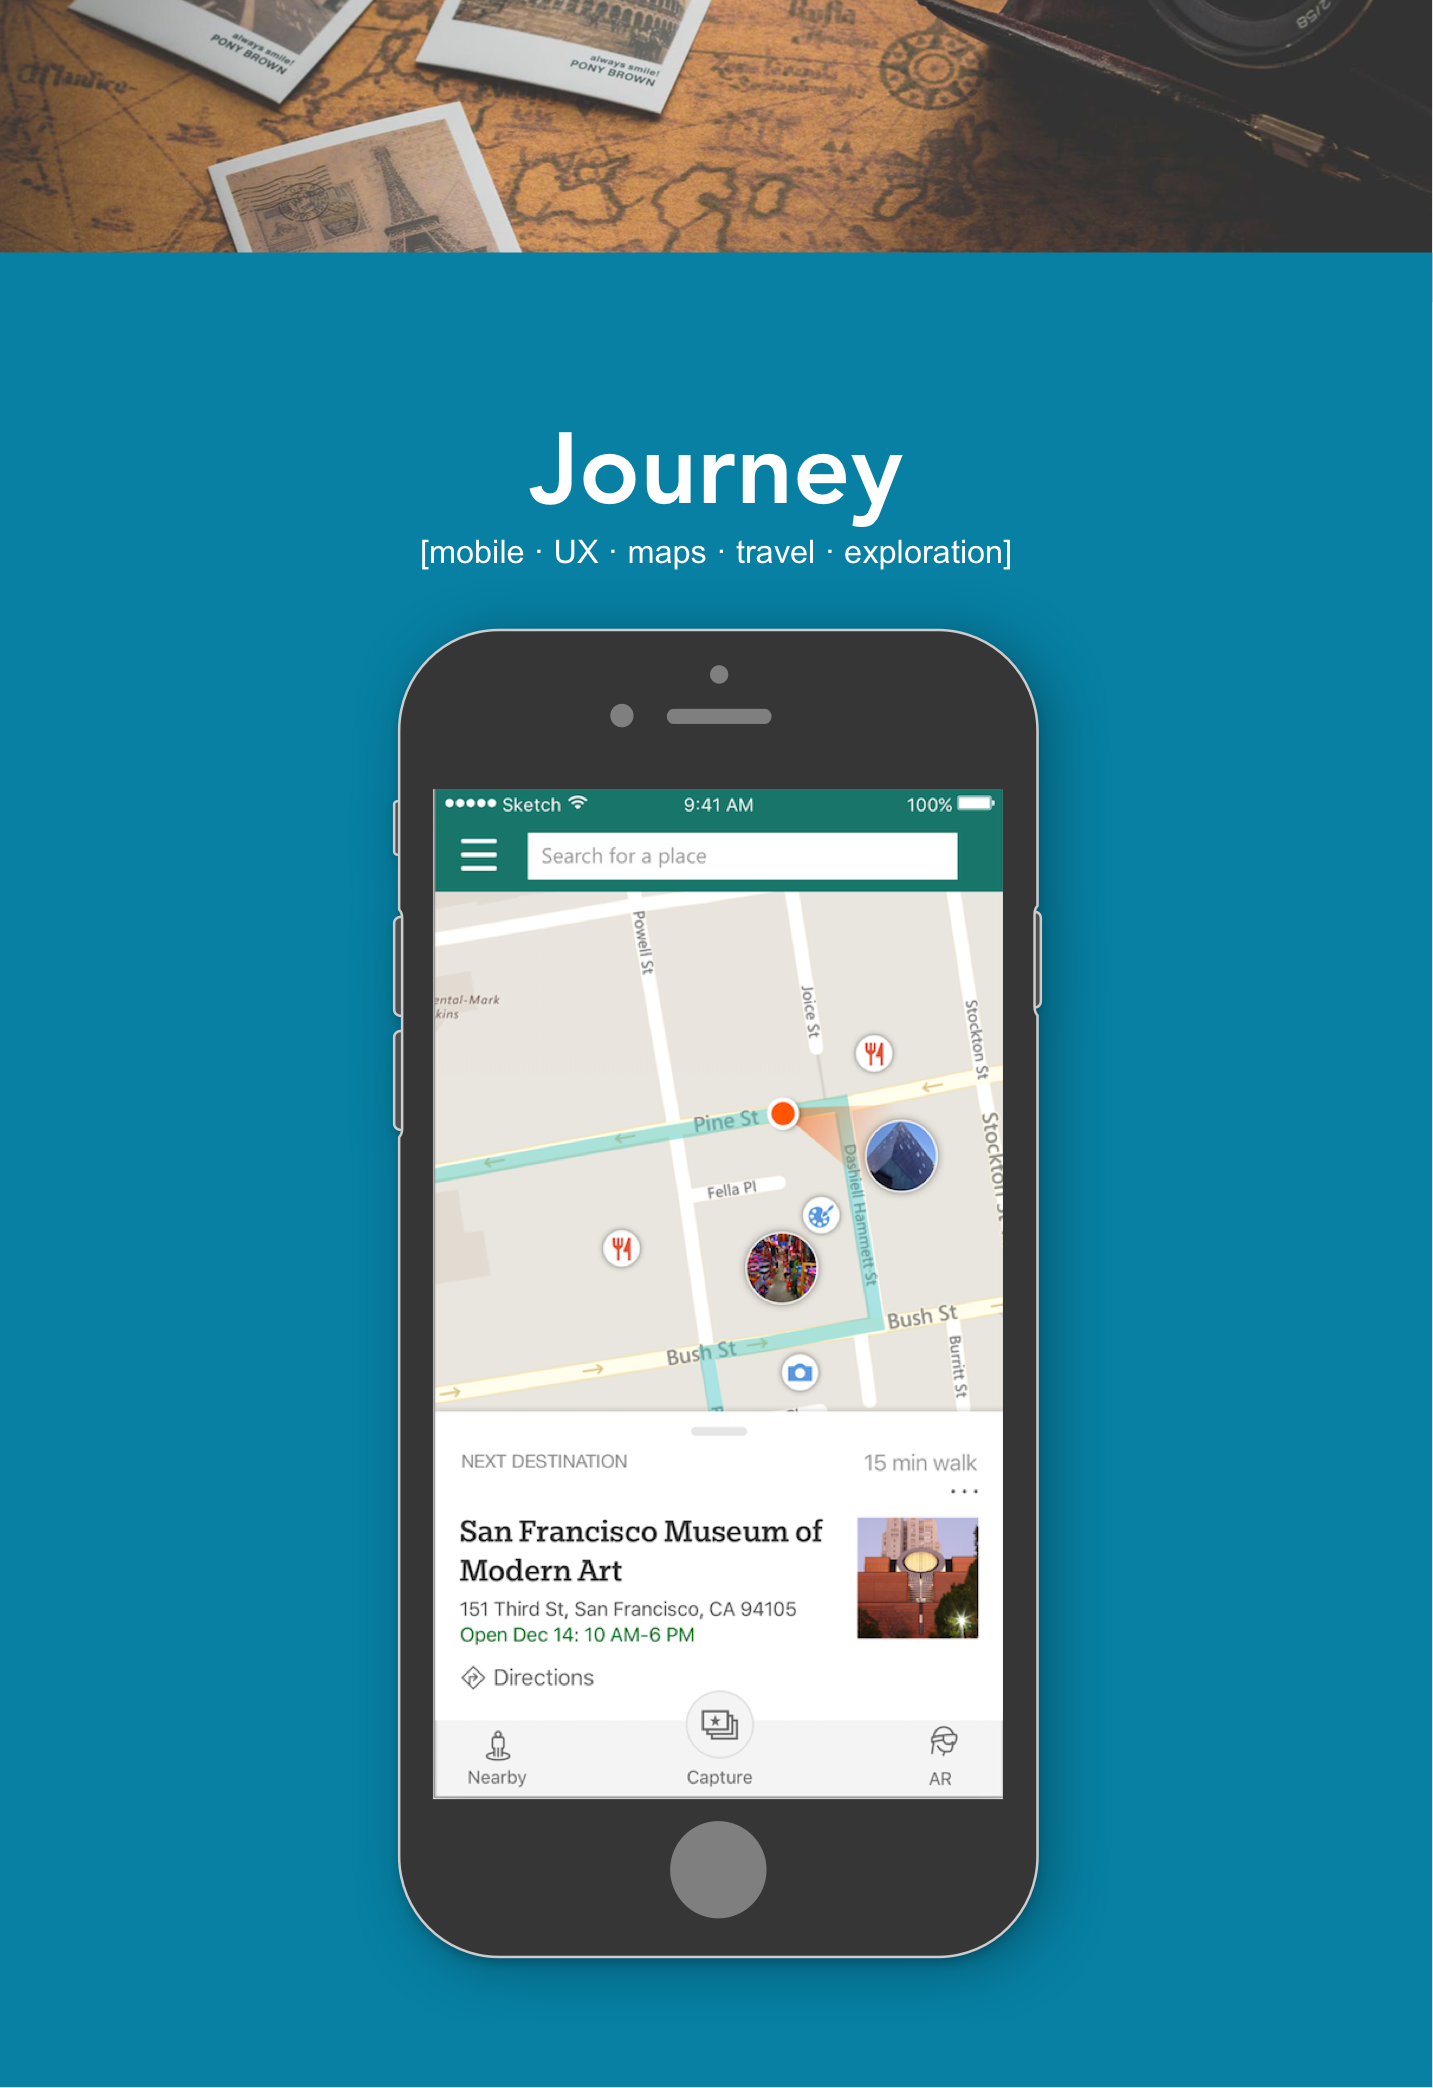 always smile!
PONY BROWN
always smile!
PONY BROWN
2/58
Journey
[mobile · UX · maps · travel · exploration]
Sketch
9:41 AM
100%
Search for a place
Powell St
Joice St
Stockton St
ental-Mark
kins
Pine St
Stockton St
Dashiell Hammett St
Fella Pl
Bush St
Bush St
Burritt St
NEXT DESTINATION
15 min walk
...
San Francisco Museum of
Modern Art
151 Third St, San Francisco, CA 94105
Open Dec 14: 10 AM-6 PM
Directions
Nearby
Capture
AR